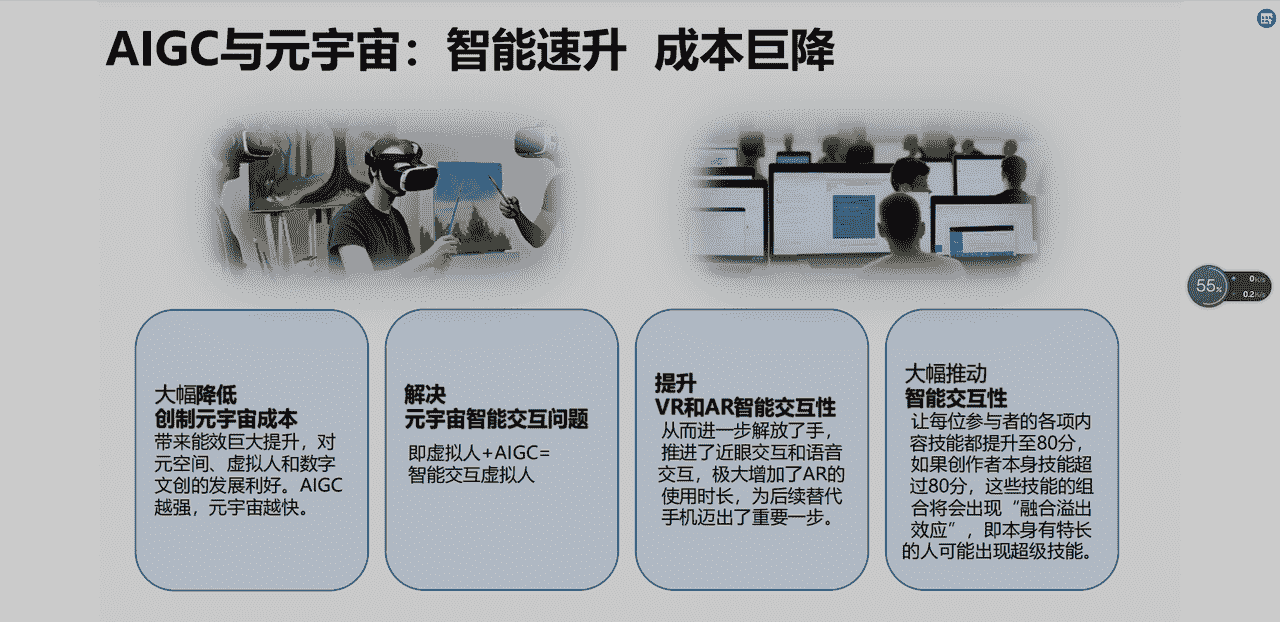 AIGC与元宇宙：智能速升 成本巨降
大幅降低
创制元宇宙成本
带来能效巨大提升，对
元空间、虚拟人和数字
文创的发展利好。AIGC
越强，元宇宙越快。
解决
元宇宙智能交互问题
即虚拟人+AIGC=
智能交互虚拟人
提升
VR和AR智能交互性
从而进一步解放了手，
推进了近眼交互和语音
交互，极大增加了AR的
使用时长，为后续替代
手机迈出了重要一步。
大幅推动
智能交互性
让每位参与者的各项内
容技能都提升至80分，
如果创作者本身技能超
过80分，这些技能的组
合将会出现“融合溢出
效应”，即本身有特长
的人可能出现超级技能。
55%
0
0.2